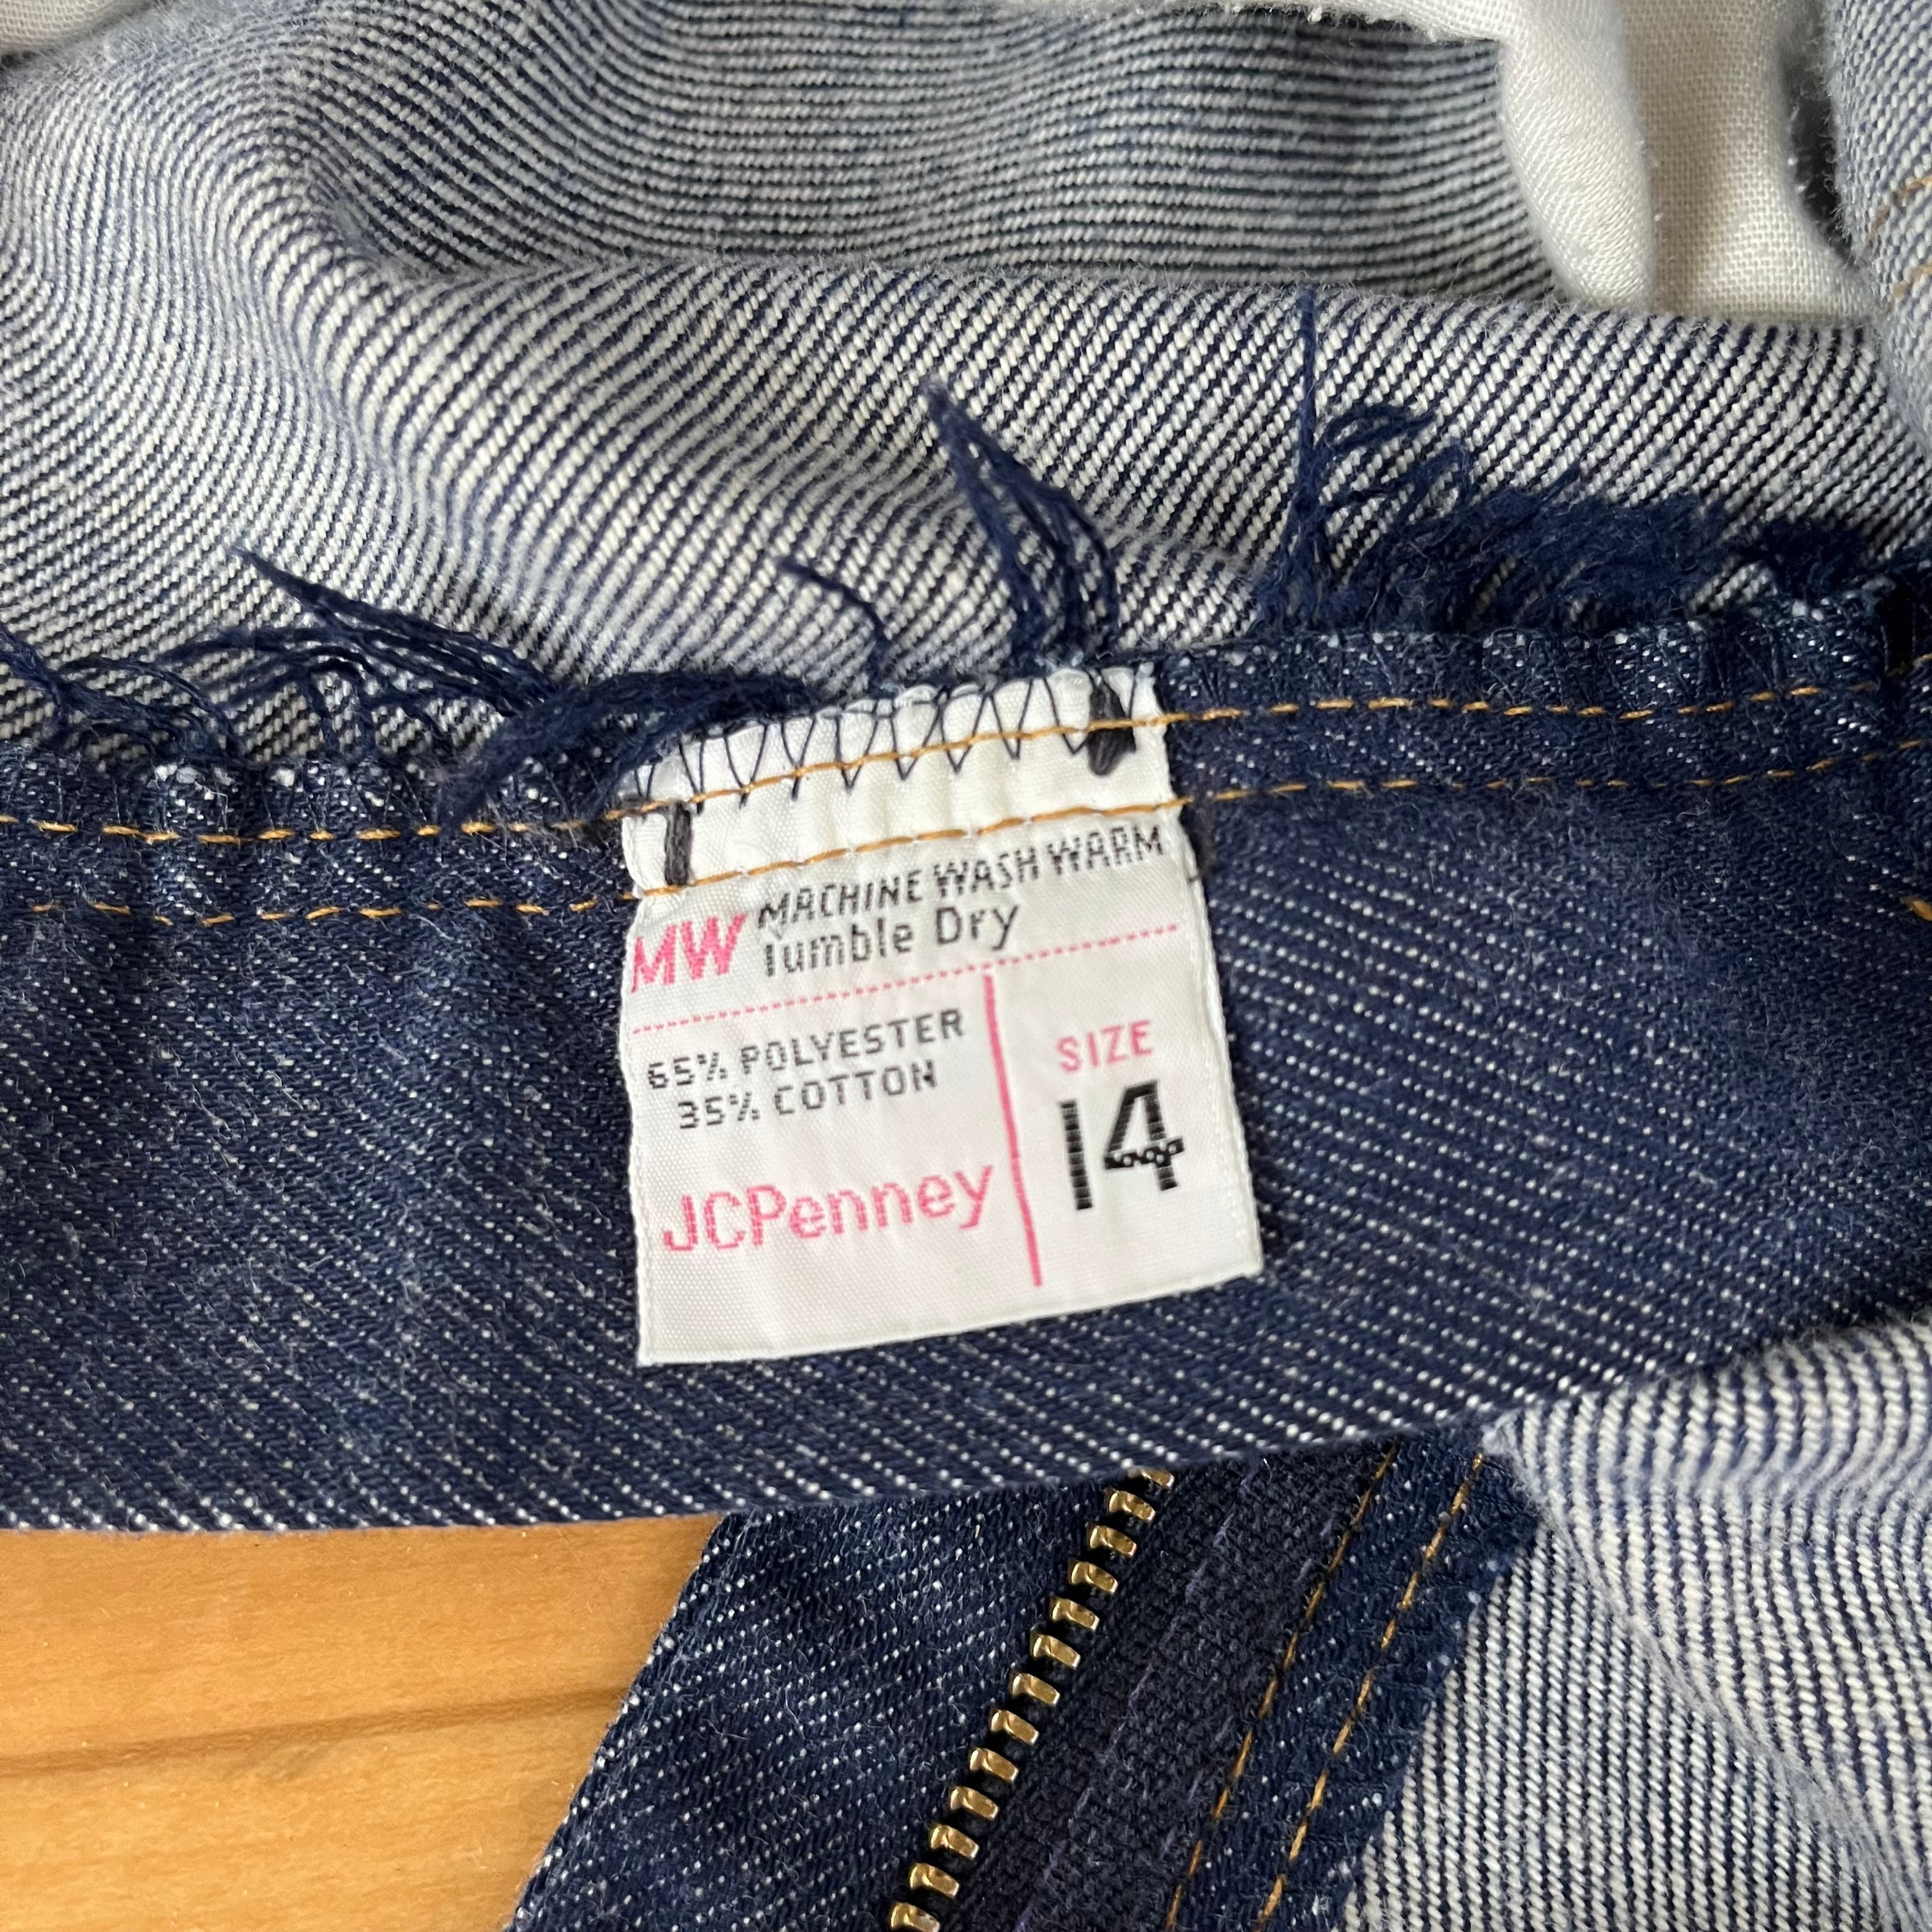 MW MACHINE WASH WARM
Tumble Dry
65% POLYESTER
35% COTTON
JCPenney
SIZE
14